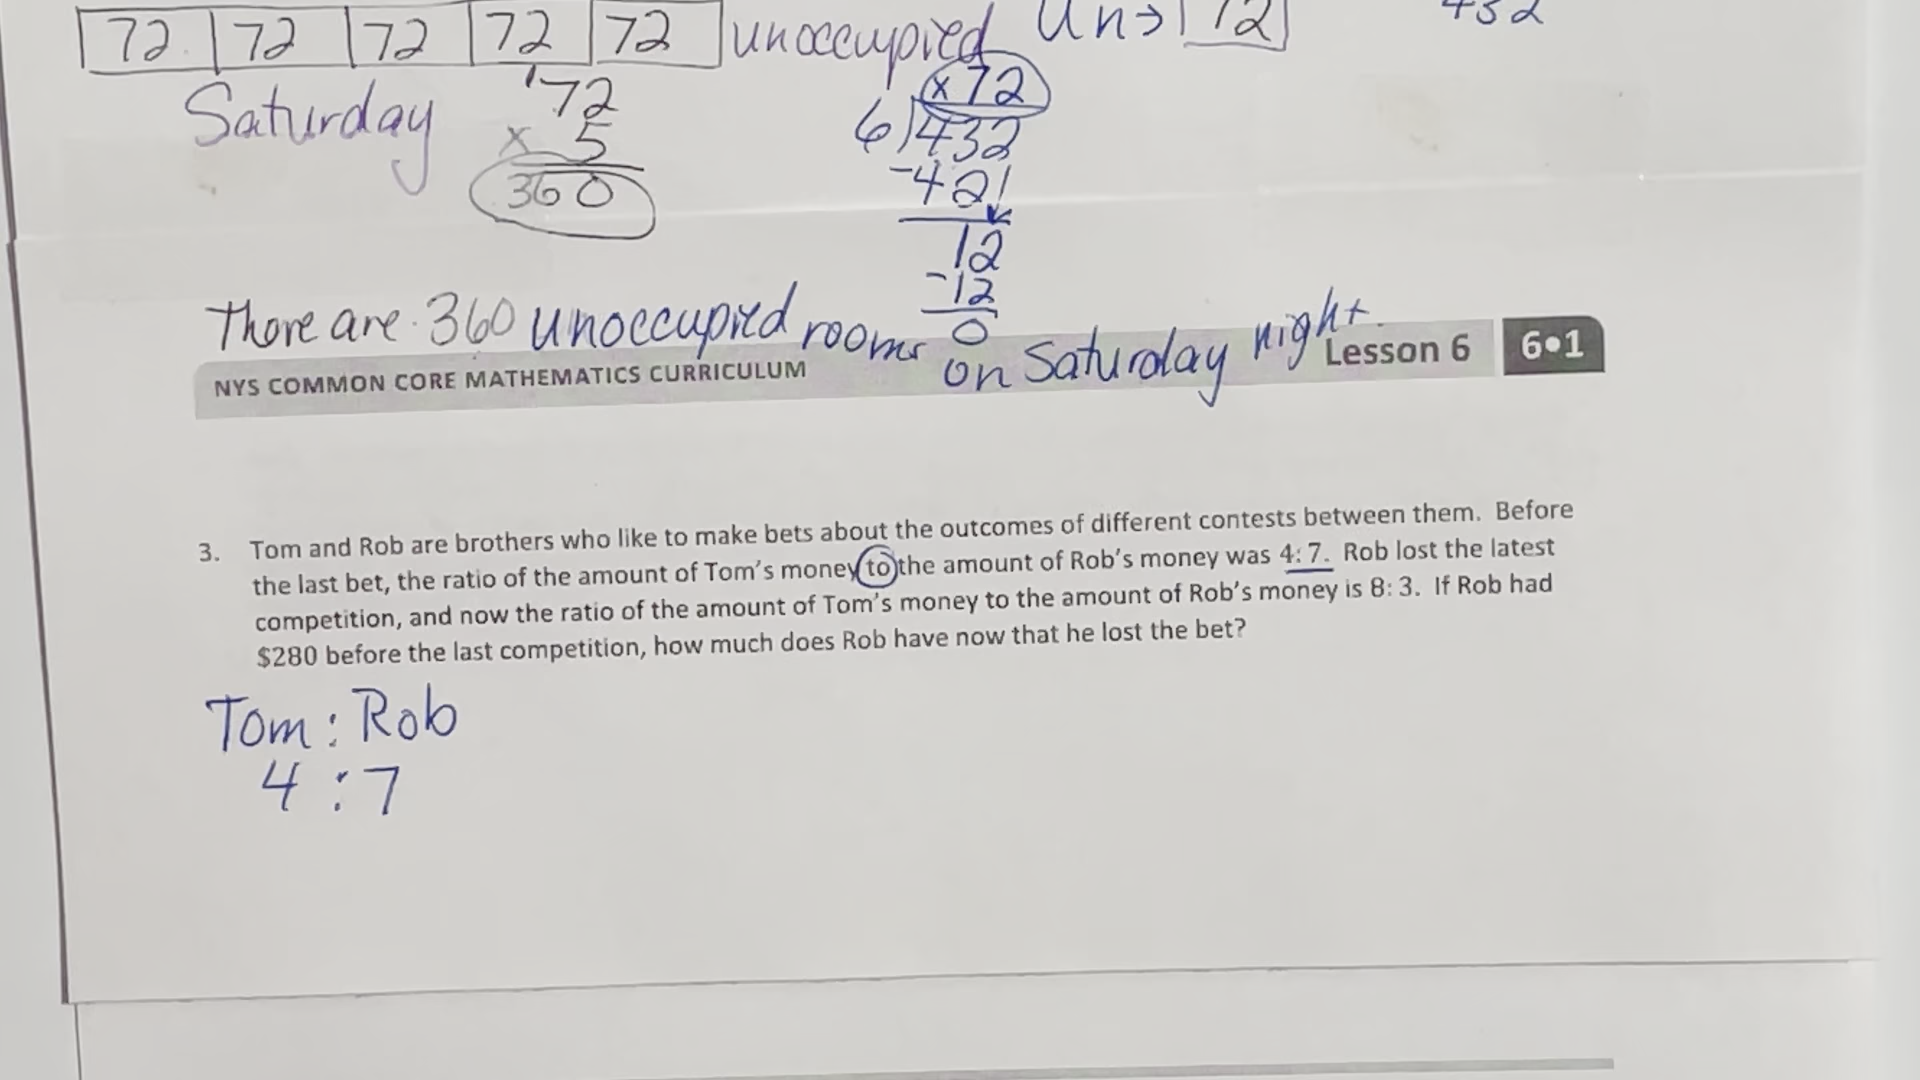 72 72 72 72 72 unoccupied Un→ 72 432
Saturday
72
x 5
360
x 72
6)432
-42
12
-12
0
There are 360 unoccupied rooms on Saturday night.
NYS COMMON CORE MATHEMATICS CURRICULUM Lesson 6 6•1
3. Tom and Rob are brothers who like to make bets about the outcomes of different contests between them. Before
the last bet, the ratio of the amount of Tom's money to the amount of Rob's money was 4: 7. Rob lost the latest
competition, and now the ratio of the amount of Tom's money to the amount of Rob's money is 8: 3. If Rob had
$280 before the last competition, how much does Rob have now that he lost the bet?
Tom : Rob
4 : 7